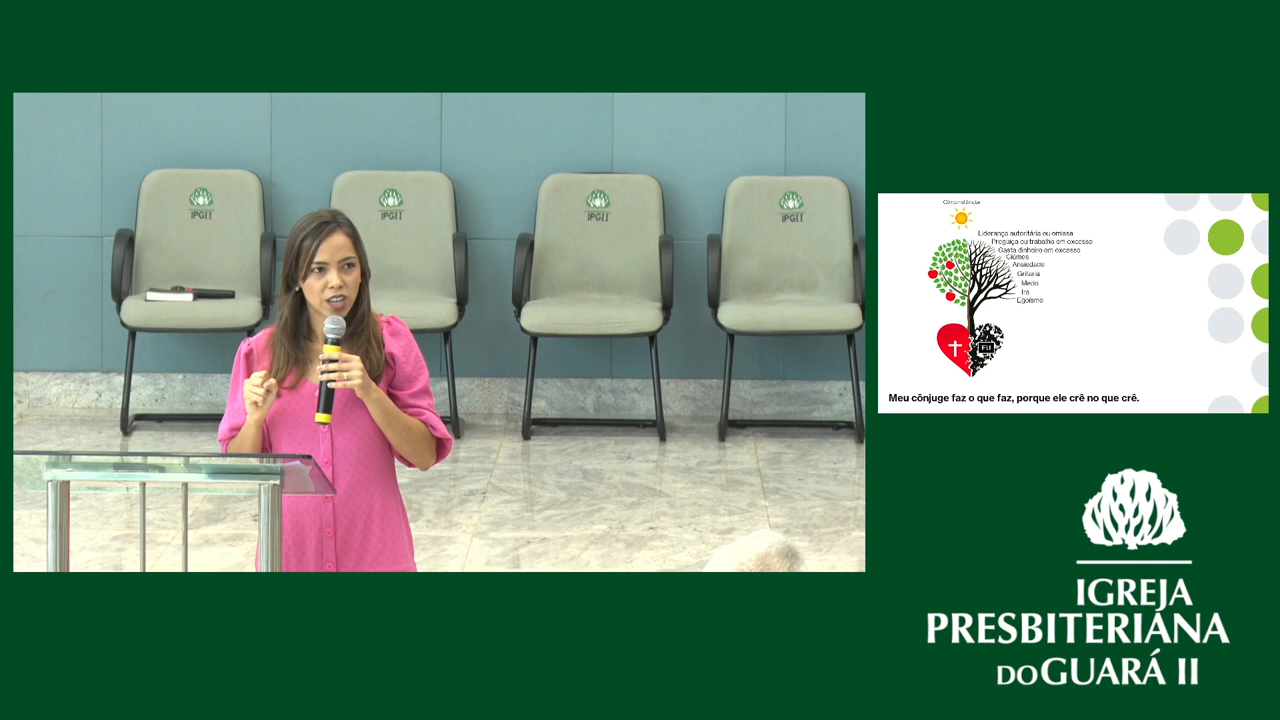 IPGII
IPGII
IPGII
IPGII
Circunstância
Liderança autoritária ou omissa
Preguiça ou trabalho em excesso
Gasta dinheiro em excesso
Ciúmes
Ansiedade
Gritaria
Medo
Ira
Egoísmo
Meu cônjuge faz o que faz, porque ele crê no que crê.
IGREJA
PRESBITERIANA
DO GUARÁ II